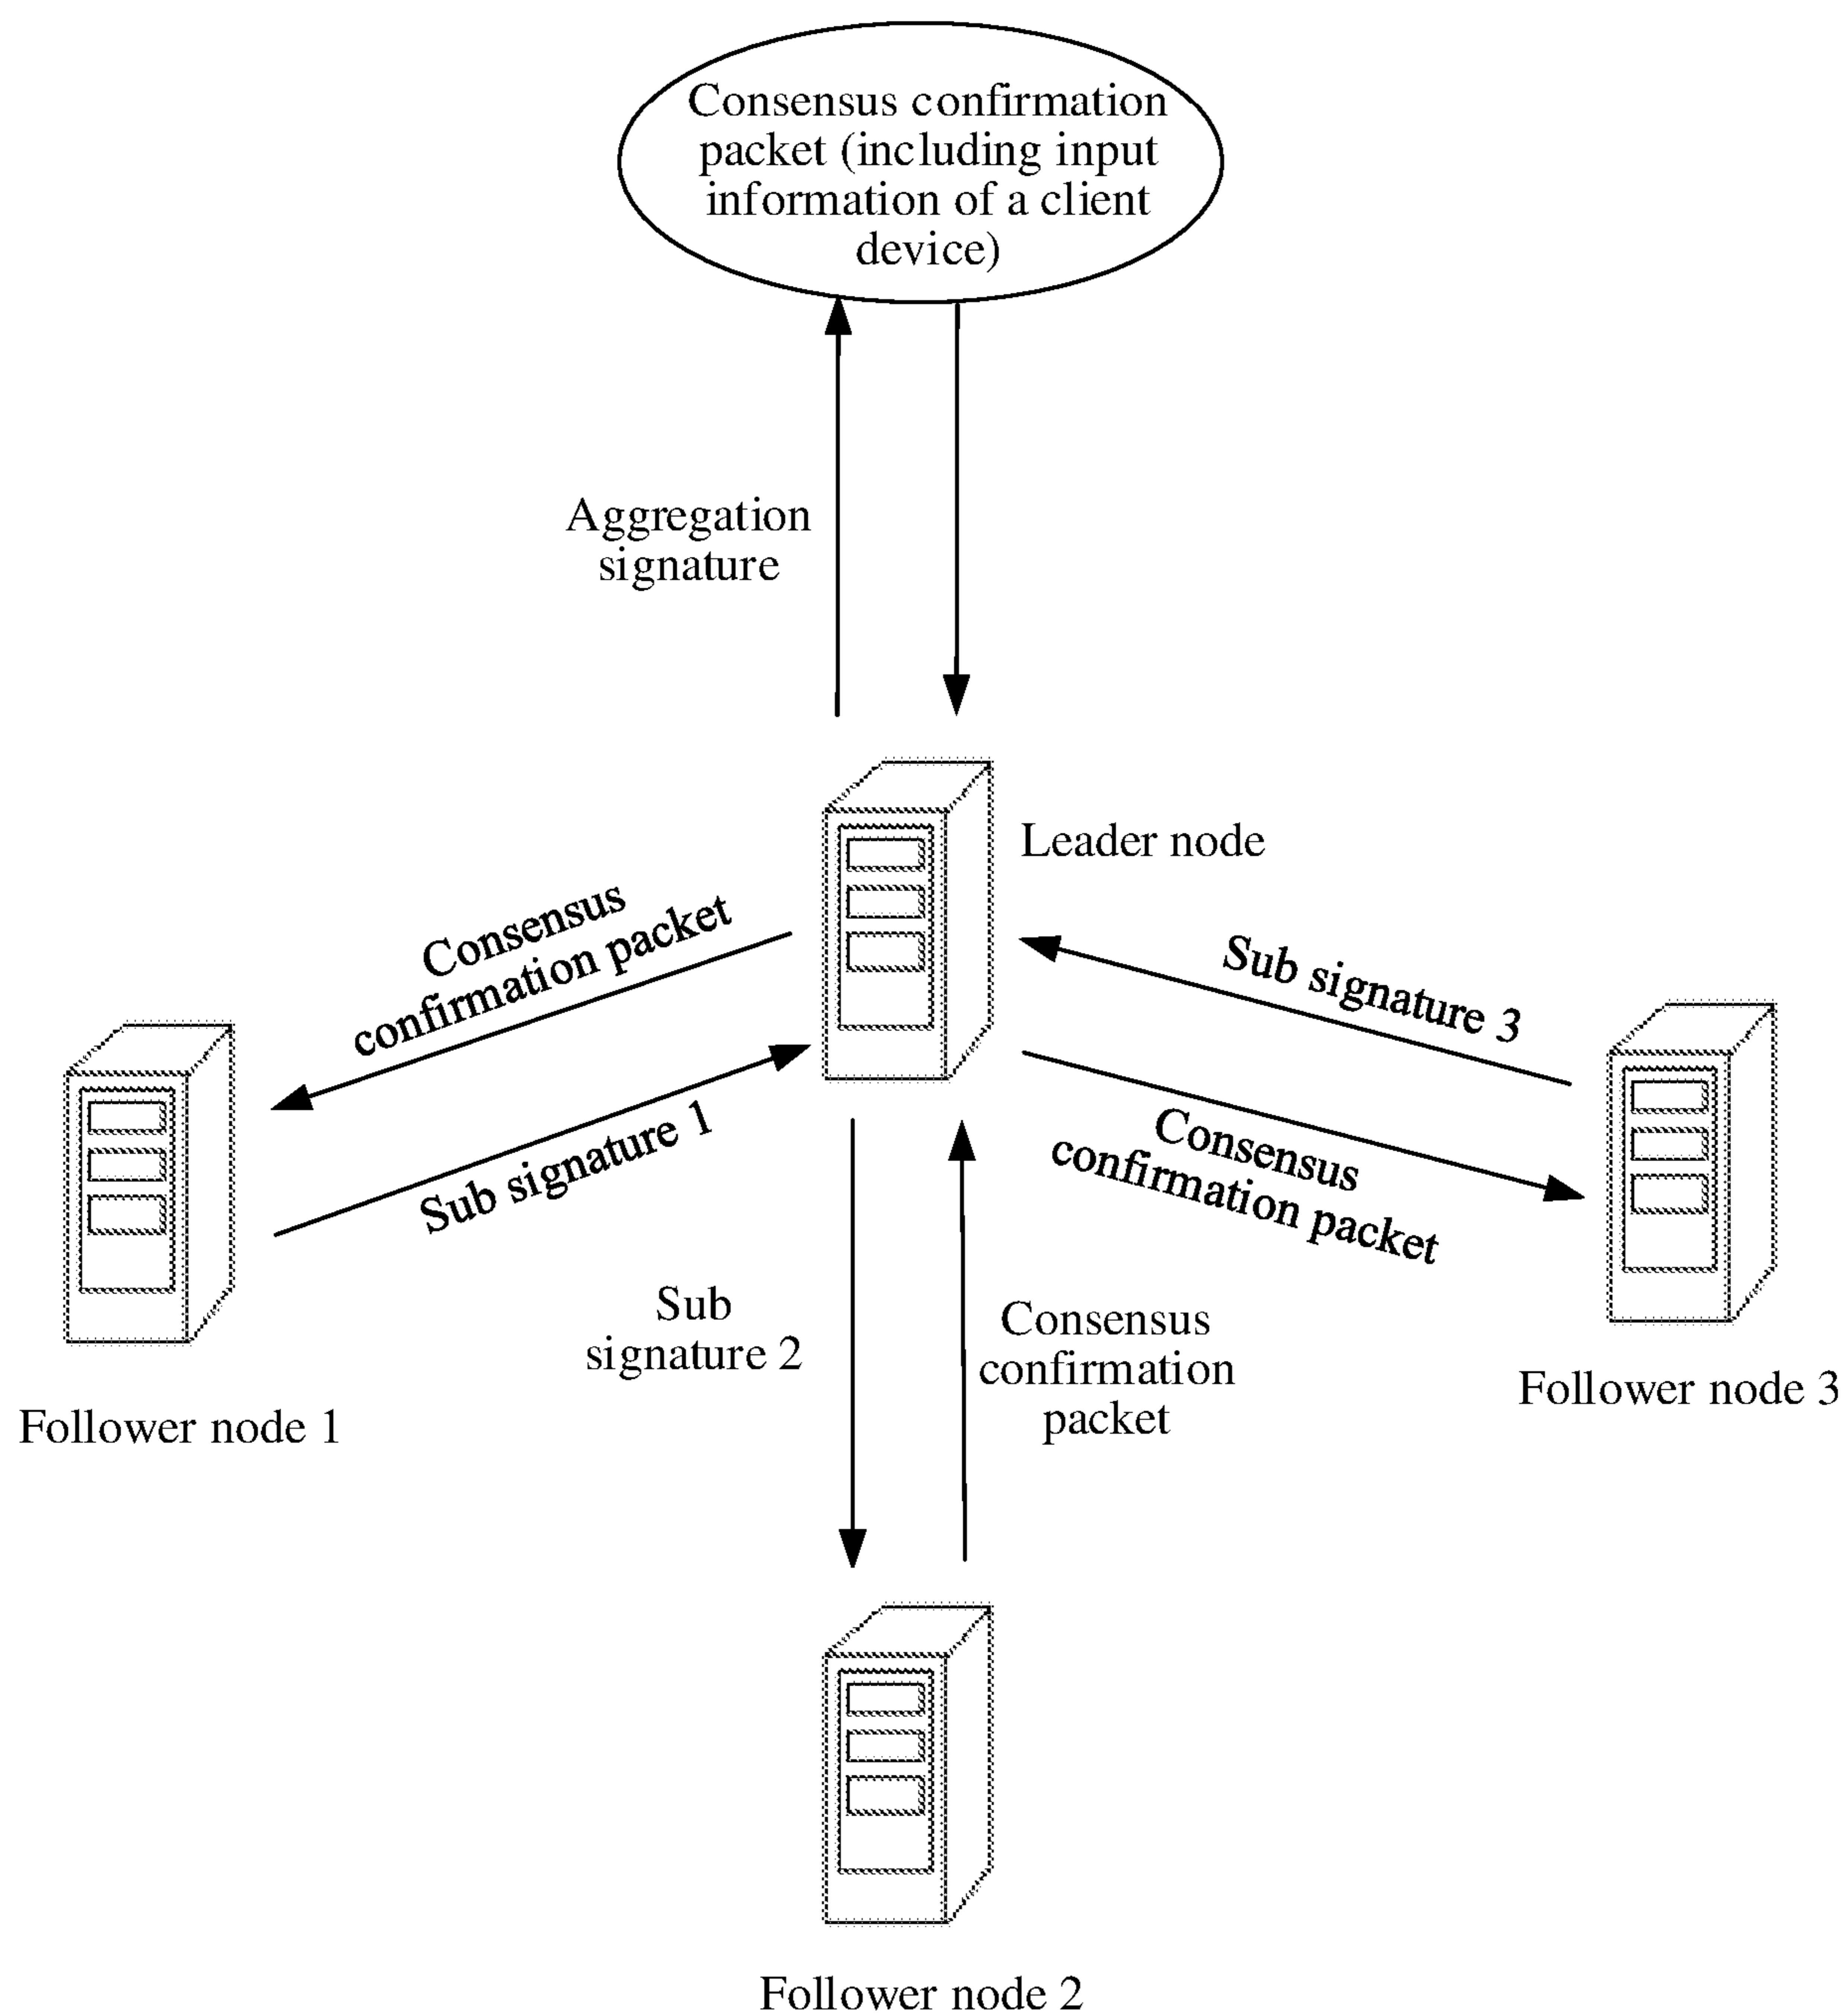 Consensus confirmation
packet (including input
information of a client
device)
Aggregation
signature
Leader node
Consensus
confirmation packet
Sub signature 1
Sub signature 3
Consensus
confirmation packet
Sub
signature 2
Consensus
confirmation
packet
Follower node 1
Follower node 3
Follower node 2